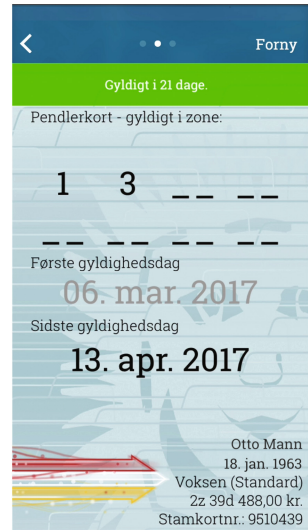 Forny
Gyldigt i 21 dage.
Pendlerkort - gyldigt i zone:
1 3 __ __
__ __ __ __
Første gyldighedsdag
06. mar. 2017
Sidste gyldighedsdag
13. apr. 2017
Otto Mann
18. jan. 1963
Voksen (Standard)
2z 39d 488,00 kr.
Stamkortnr.: 9510439